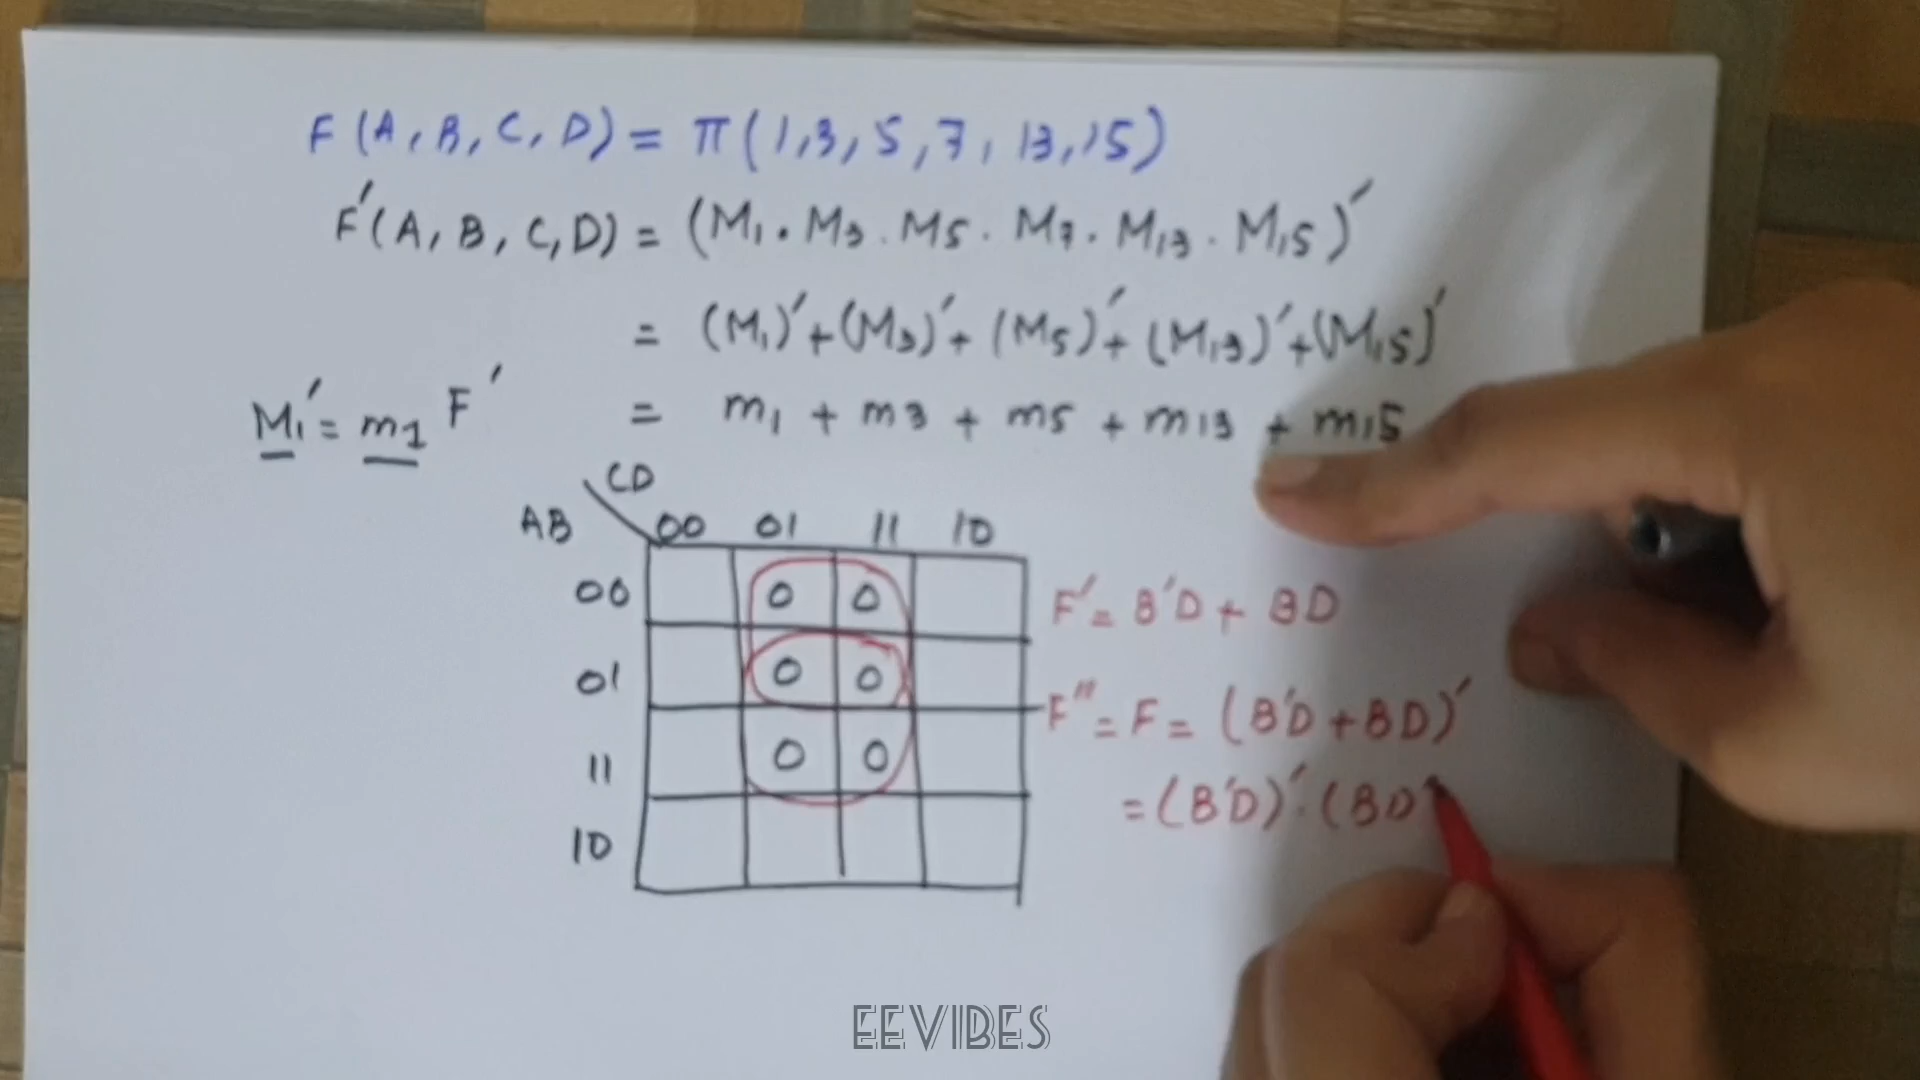 F(A,B,C,D) = π(1,3,5,7,13,15)
F'(A,B,C,D) = (M1.M3.M5.M7.M13.M15)'
= (M1)'+(M3)'+(M5)'+(M13)'+(M15)'
M1' = m1 F' = m1 + m3 + m5 + m13 + m15
CD
AB 00 01 11 10
00 0 0 F' = B'D + BD
01 0 0
F'' = F = (B'D+BD)'
11 0 0
= (B'D)'.(BD
10
EEVIBES